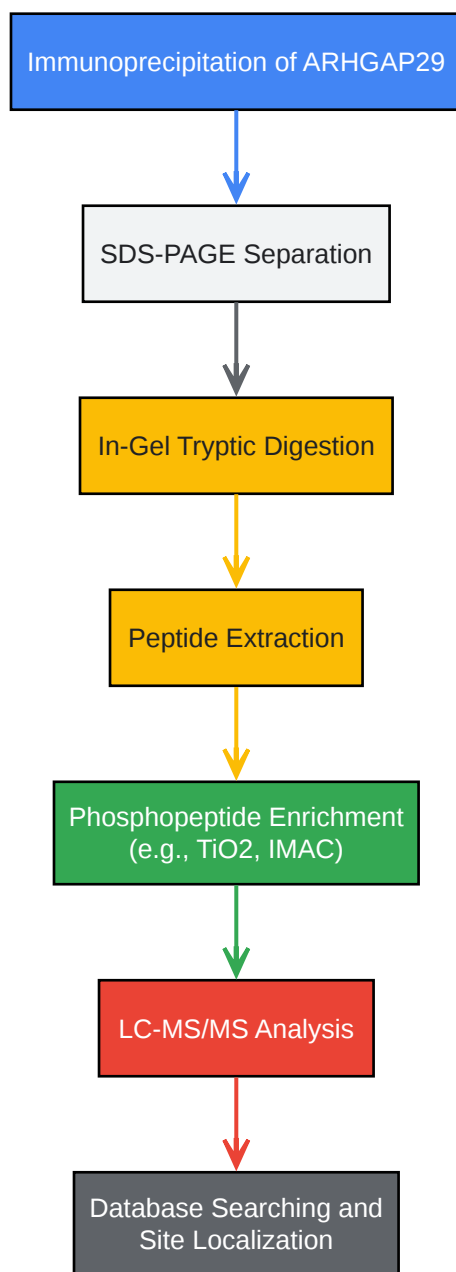 Immunoprecipitation of ARHGAP29
SDS-PAGE Separation
In-Gel Tryptic Digestion
Peptide Extraction
Phosphopeptide Enrichment
(e.g., TiO2, IMAC)
LC-MS/MS Analysis
Database Searching and
Site Localization